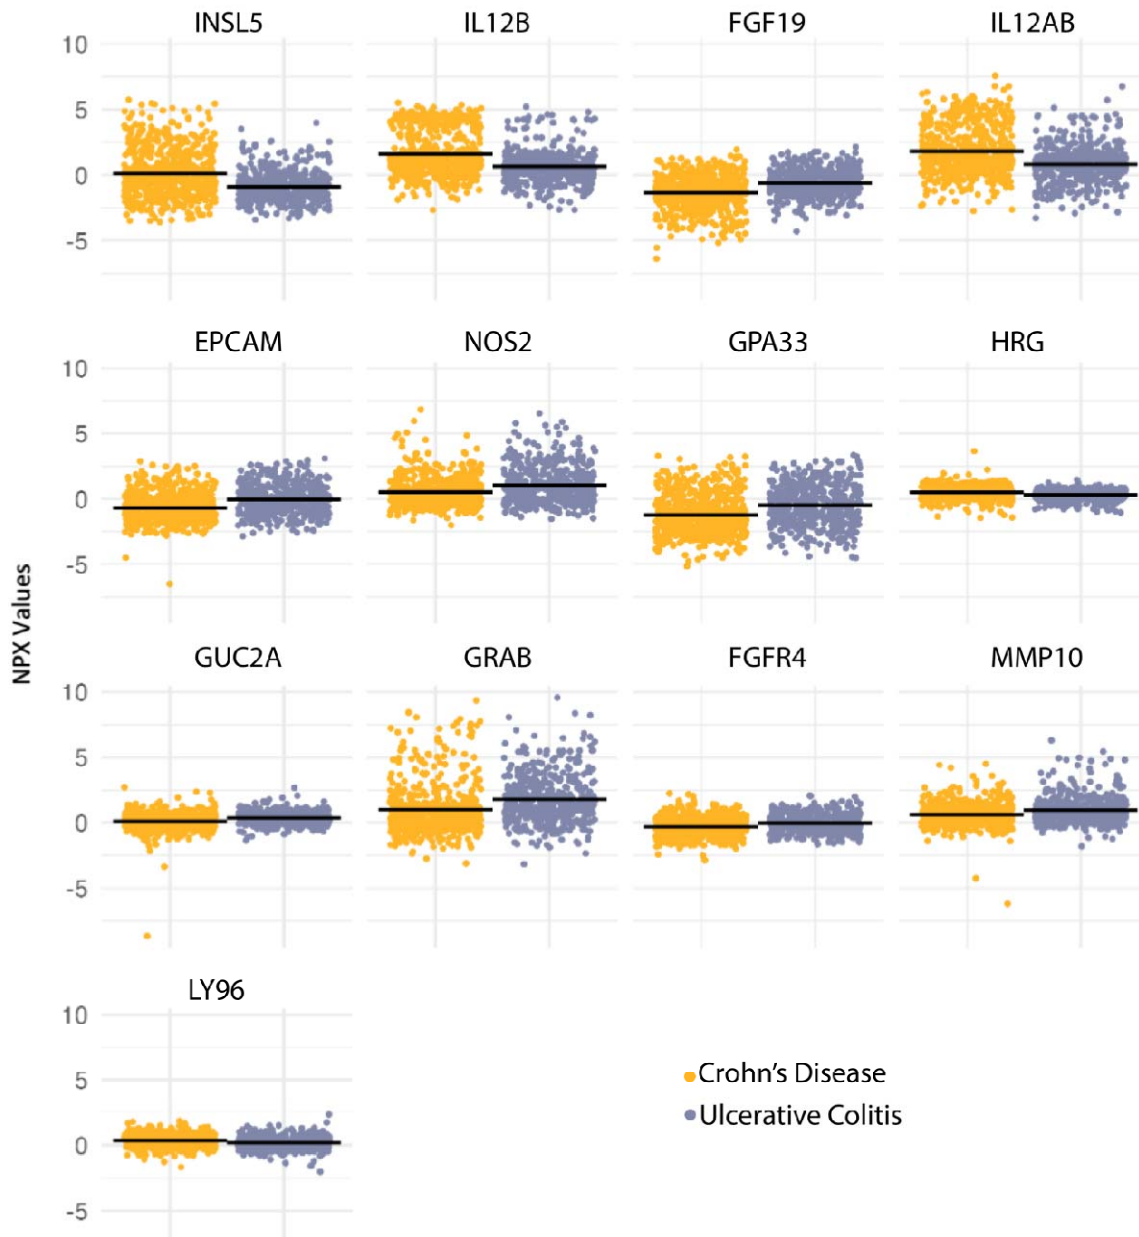 INSL5 IL12B FGF19 IL12AB
10
5
0
-5
EPCAM NOS2 GPA33 HRG
10
5
0
-5
NPX Values
GUC2A GRAB FGFR4 MMP10
10
5
0
-5
LY96
10
5
0
-5
Crohn's Disease
Ulcerative Colitis